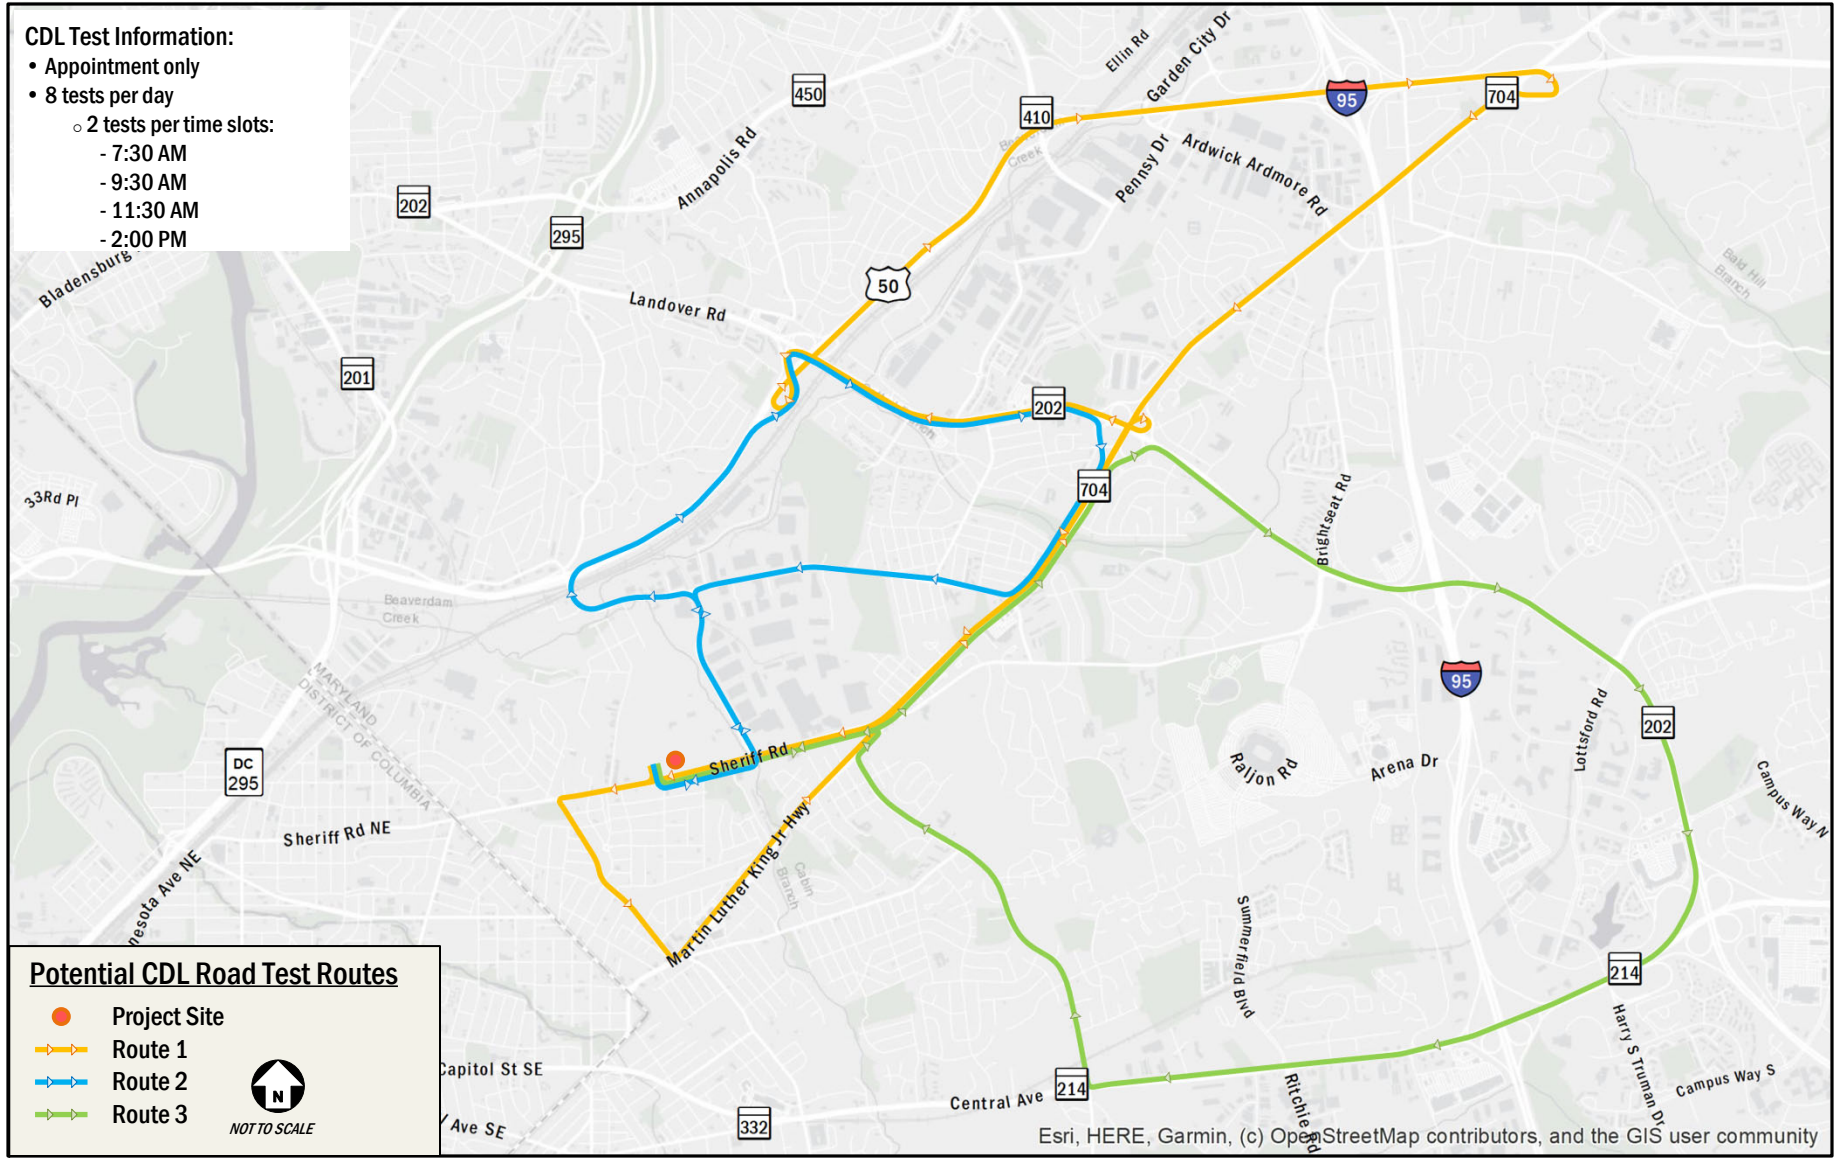 CDL Test Information:
• Appointment only
• 8 tests per day
○ 2 tests per time slots:
- 7:30 AM
- 9:30 AM
- 11:30 AM
- 2:00 PM
Ellin Rd
Garden City Dr
450
410
95
704
Annapolis Rd
Pennsy Dr
Ardwick Ardmore Rd
Creek
202
295
Bladensburg
50
Landover Rd
Bald Hill
Branch
201
202
33Rd Pl
704
Brightseat Rd
Beaverdam
Creek
MARYLAND
DISTRICT OF COLUMBIA
95
Lottsford Rd
202
DC
295
Sheriff Rd
Raljon Rd
Arena Dr
Campus Way N
Sheriff Rd NE
Martin Luther King Jr Hwy
Cabin
Branch
nesota Ave NE
Summerfield Blvd
214
Harry S Truman Dr
Potential CDL Road Test Routes
Project Site
Route 1
Route 2
Route 3
N
NOT TO SCALE
Capitol St SE
Ave SE
332
Central Ave
214
Ritchie Rd
Campus Way S
Esri, HERE, Garmin, (c) OpenStreetMap contributors, and the GIS user community